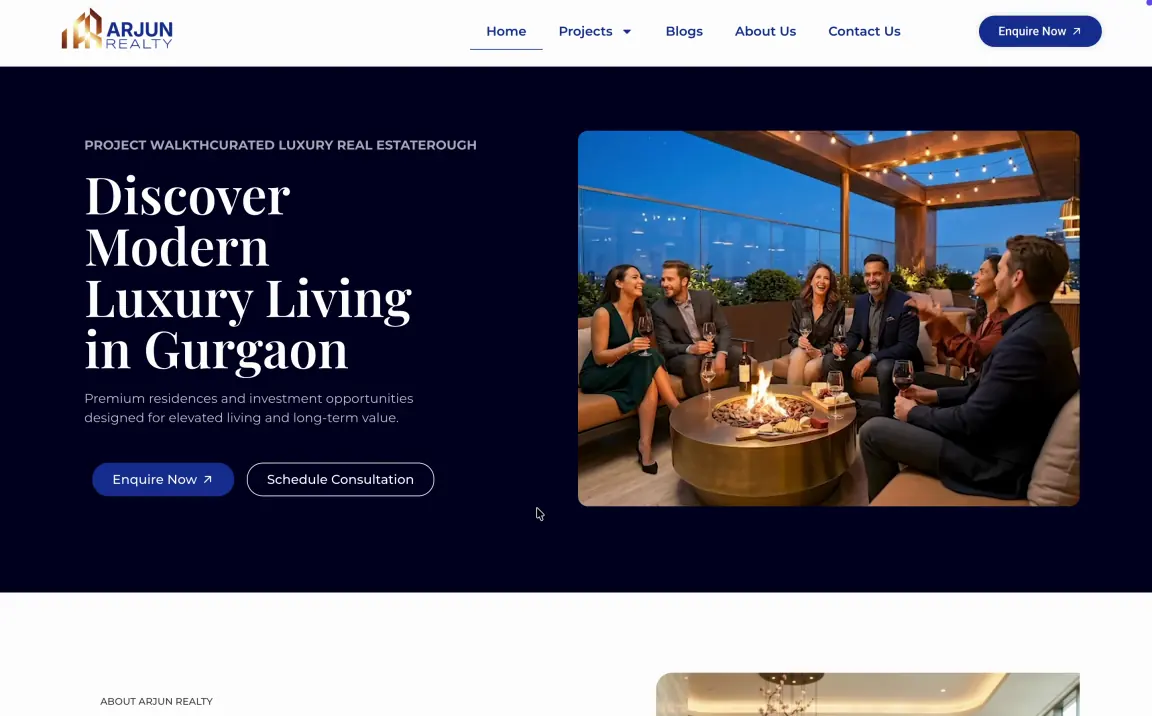 ARJUN
REALTY
Home
Projects
Blogs
About Us
Contact Us
Enquire Now
PROJECT WALKTHCURATED LUXURY REAL ESTATEROUGH
Discover
Modern
Luxury Living
in Gurgaon
Premium residences and investment opportunities
designed for elevated living and long-term value.
Enquire Now
Schedule Consultation
ABOUT ARJUN REALTY